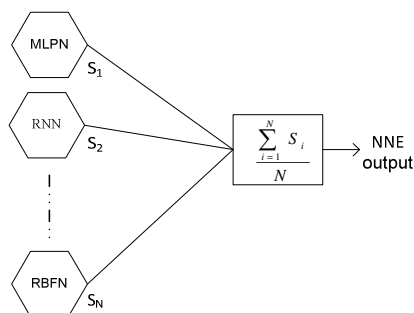 MLPN
S1
RNN
S2
RBFN
SN
N
∑ Si
i=1
N
NNE
output